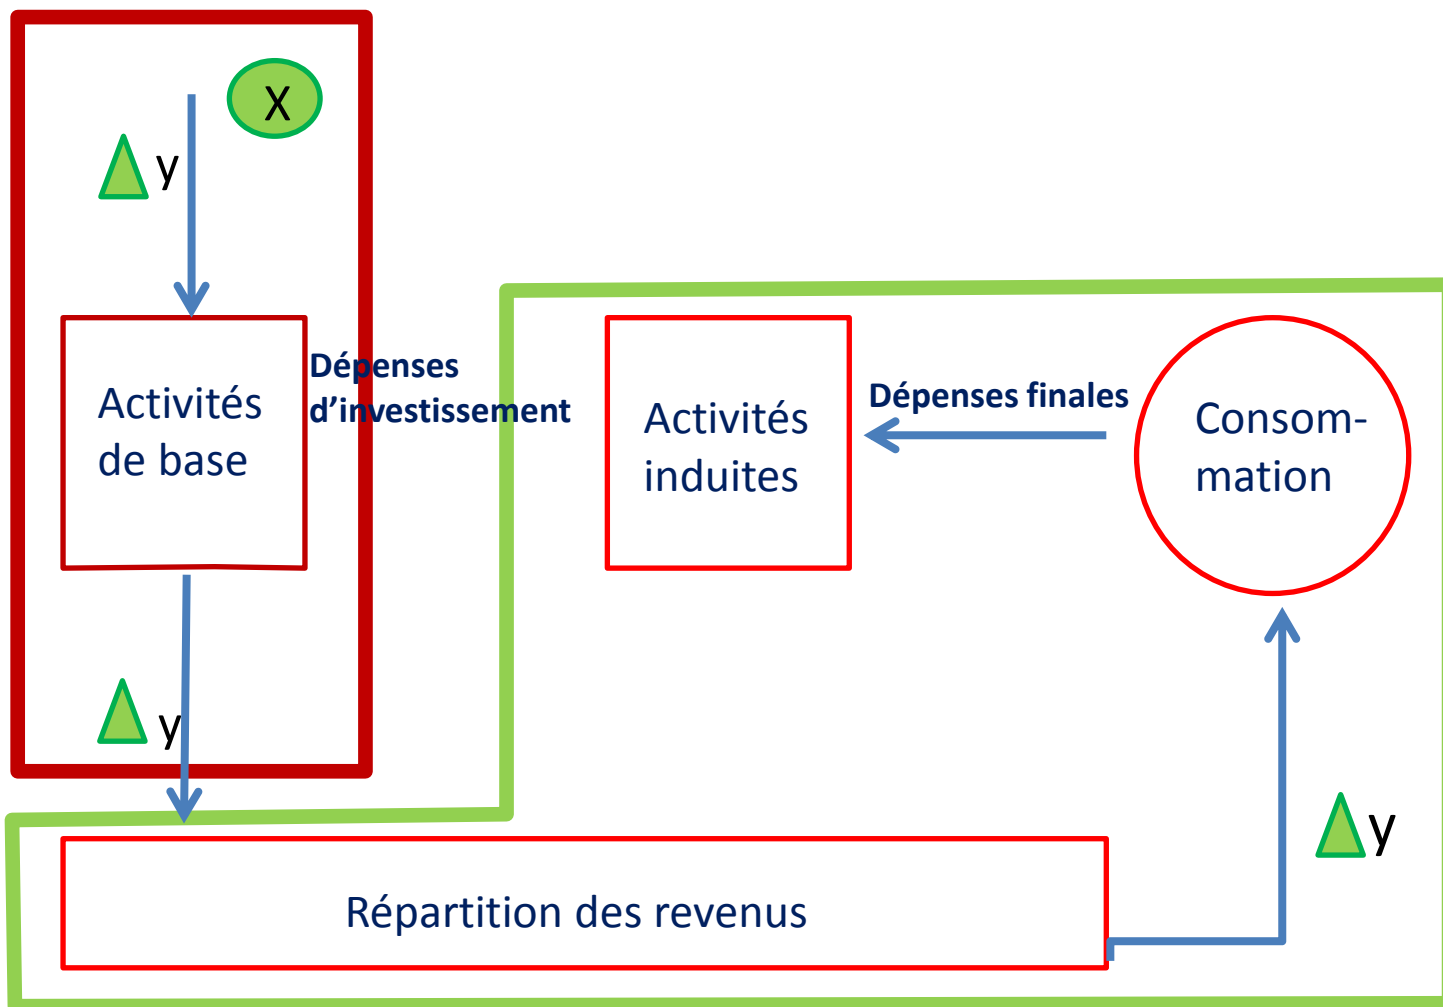 X
y
Dépenses
d'investissement
Activités
de base
Activités
induites
Dépenses finales
Consom-
mation
y
y
Répartition des revenus